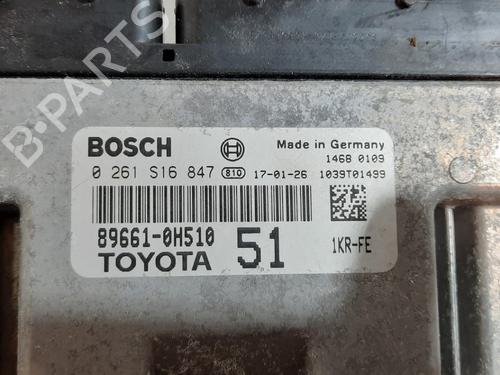 BOSCH Made in Germany
1468 0109
0 261 S16 847 810 17-01-26 1039T01499
89661-0H510 51 1KR-FE
TOYOTA